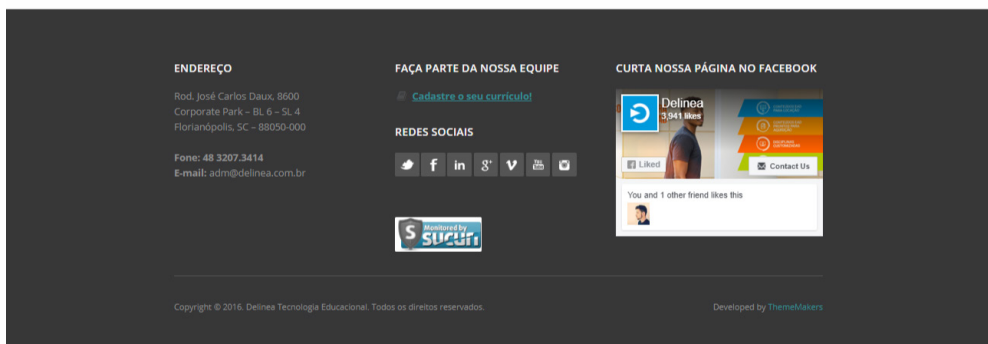 ENDEREÇO
Rod. José Carlos Daux, 8600
Corporate Park – BL 6 – SL 4
Florianópolis, SC – 88050-000
Fone: 48 3207.3414
E-mail: adm@delinea.com.br
FAÇA PARTE DA NOSSA EQUIPE
Cadastre o seu currículo!
REDES SOCIAIS
Monitored by
SUCUri
CURTA NOSSA PÁGINA NO FACEBOOK
Delinea
3,941 likes
Liked
Contact Us
You and 1 other friend likes this
Copyright © 2016. Delinea Tecnologia Educacional. Todos os direitos reservados.
Developed by ThemeMakers